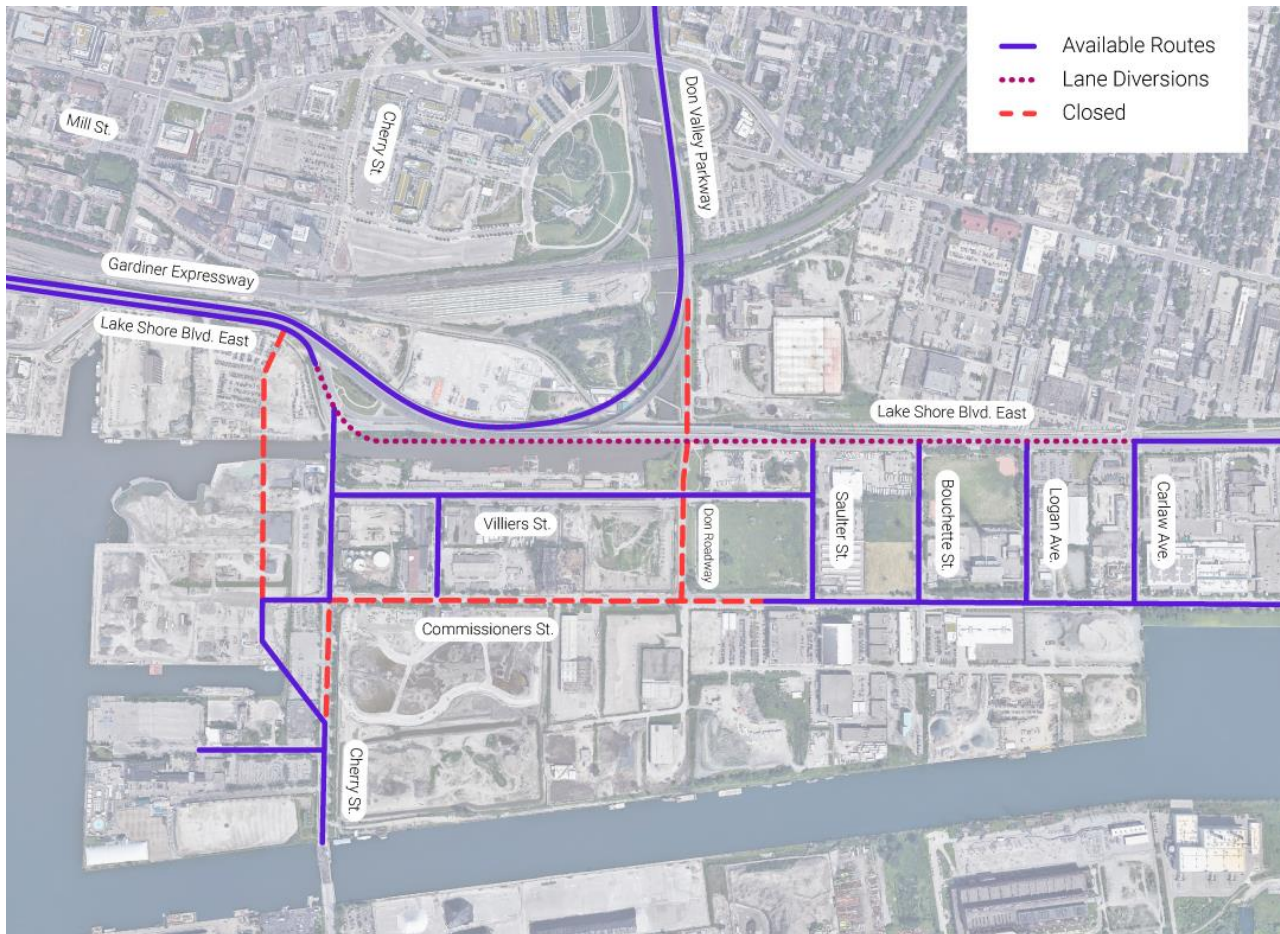 Available Routes
Lane Diversions
Closed
Mill St.
Cherry St.
Don Valley Parkway
Gardiner Expressway
Lake Shore Blvd. East
Lake Shore Blvd. East
Villiers St.
Don Roadway
Saulter St.
Bouchette St.
Logan Ave.
Carlaw Ave.
Commissioners St.
Cherry St.